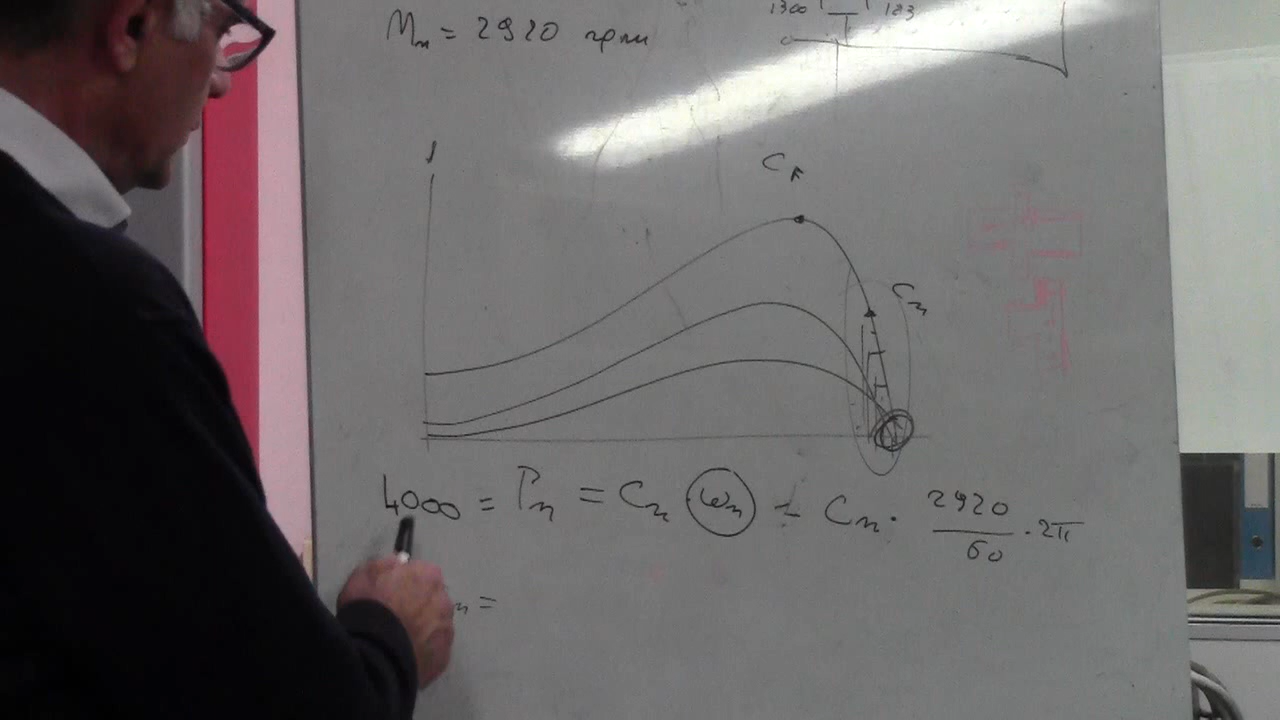 1300 183
Mn = 2920 rpm
CF
Cn
4000 = Pn = Cn ωn = Cn · 2920/60 · 2π
n =